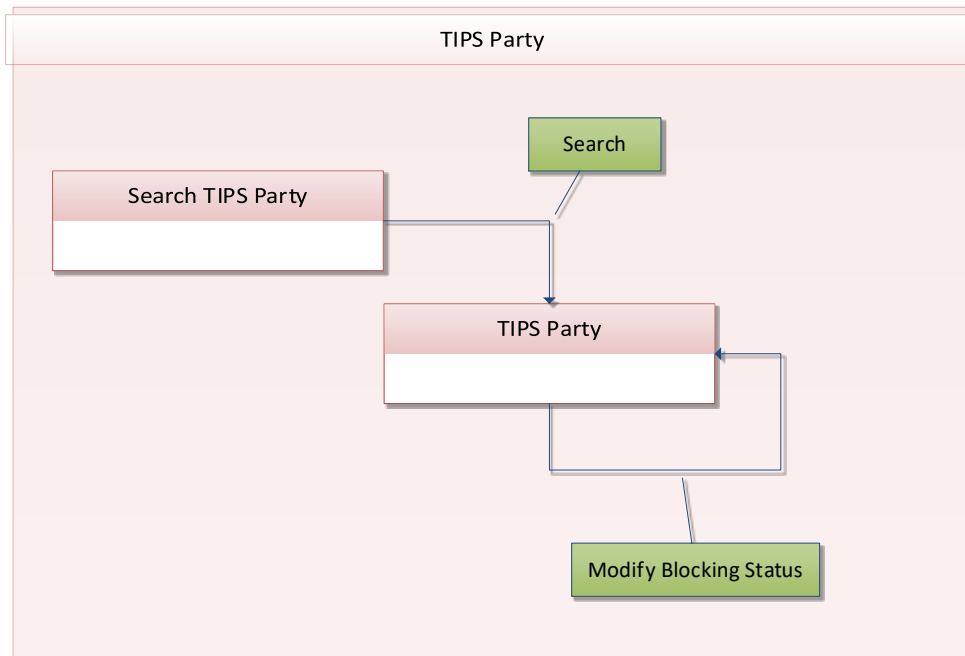 TIPS Party
Search
Search TIPS Party
TIPS Party
Modify Blocking Status